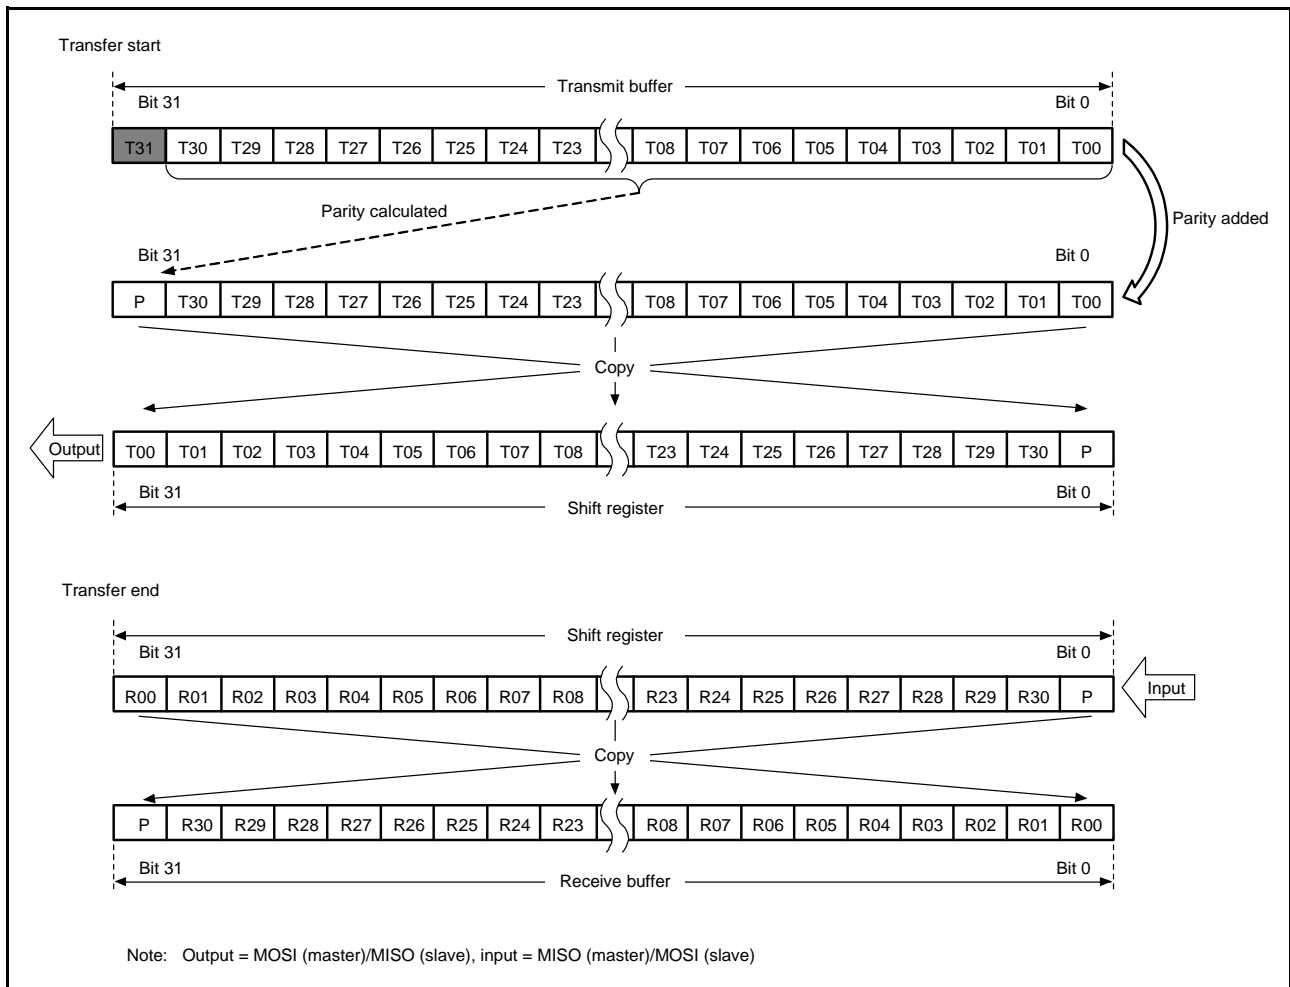 Transfer start
Transmit buffer
Bit 31 Bit 0
T31 T30 T29 T28 T27 T26 T25 T24 T23 T08 T07 T06 T05 T04 T03 T02 T01 T00
Parity calculated
Parity added
Bit 31 Bit 0
P T30 T29 T28 T27 T26 T25 T24 T23 T08 T07 T06 T05 T04 T03 T02 T01 T00
Copy
Output
T00 T01 T02 T03 T04 T05 T06 T07 T08 T23 T24 T25 T26 T27 T28 T29 T30 P
Bit 31 Bit 0
Shift register
Transfer end
Shift register
Bit 31 Bit 0
R00 R01 R02 R03 R04 R05 R06 R07 R08 R23 R24 R25 R26 R27 R28 R29 R30 P
Input
Copy
P R30 R29 R28 R27 R26 R25 R24 R23 R08 R07 R06 R05 R04 R03 R02 R01 R00
Bit 31 Bit 0
Receive buffer
Note: Output = MOSI (master)/MISO (slave), input = MISO (master)/MOSI (slave)